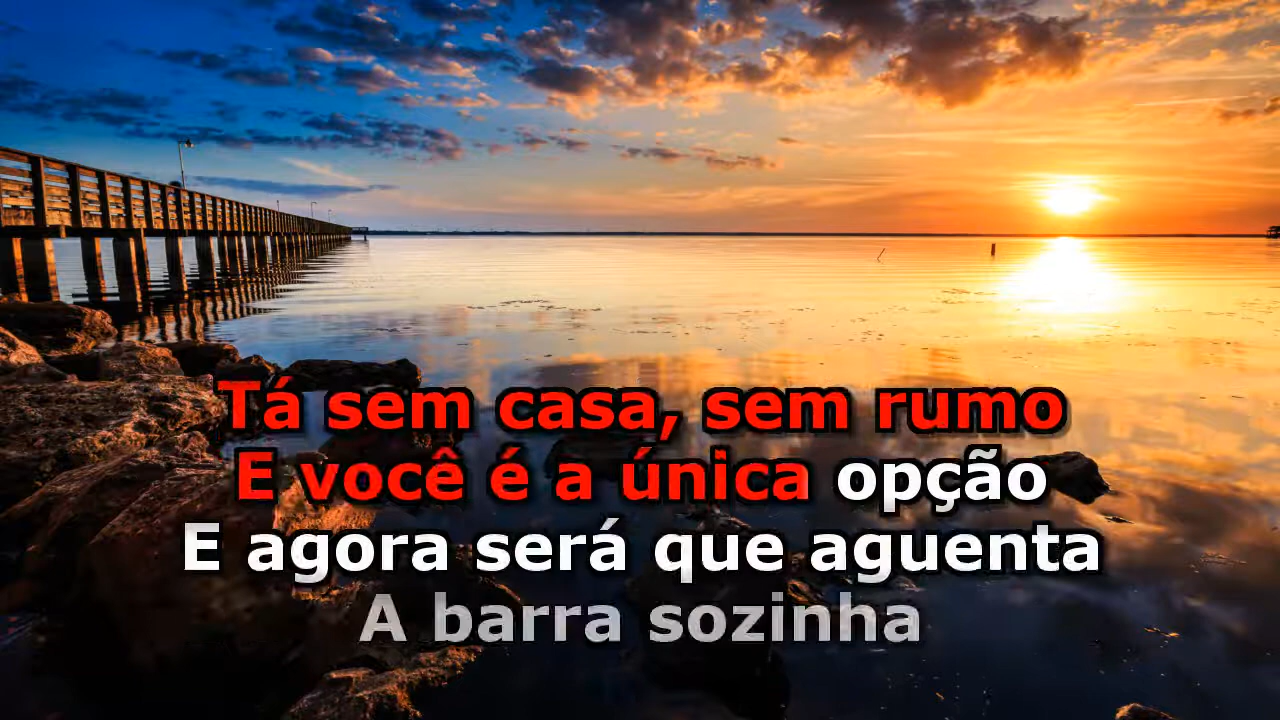 Tá sem casa, sem rumo
E você é a única opção
E agora será que aguenta
A barra sozinha